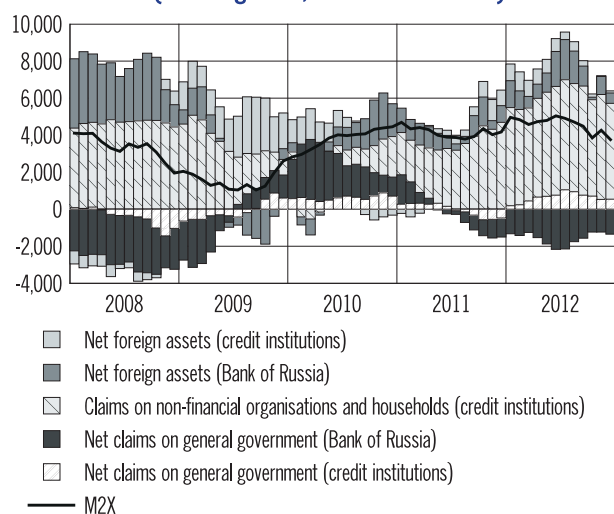 10,000
8,000
6,000
4,000
2,000
0
-2,000
-4,000
2008 2009 2010 2011 2012
Net foreign assets (credit institutions)
Net foreign assets (Bank of Russia)
Claims on non-financial organisations and households (credit institutions)
Net claims on general government (Bank of Russia)
Net claims on general government (credit institutions)
M2X